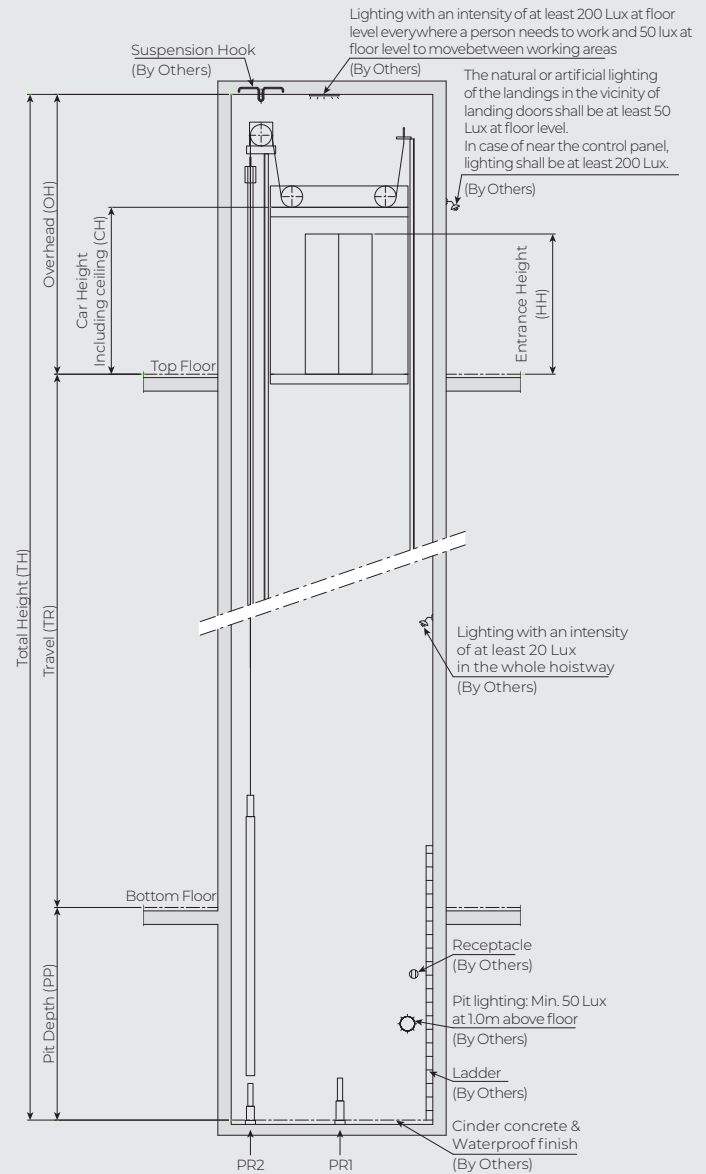 Lighting with an intensity of at least 200 Lux at floor
level everywhere a person needs to work and 50 lux at
floor level to movebetween working areas
(By Others)
Suspension Hook
(By Others)
The natural or artificial lighting
of the landings in the vicinity of
landing doors shall be at least 50
Lux at floor level.
In case of near the control panel,
lighting shall be at least 200 Lux.
(By Others)
Overhead (OH)
Car Height
Including ceiling (CH)
Entrance Height
(HH)
Top Floor
Total Height (TH)
Travel (TR)
Lighting with an intensity
of at least 20 Lux
in the whole hoistway
(By Others)
Bottom Floor
Pit Depth (PP)
Receptacle
(By Others)
Pit lighting: Min. 50 Lux
at 1.0m above floor
(By Others)
Ladder
(By Others)
Cinder concrete &
Waterproof finish
(By Others)
PR2
PR1